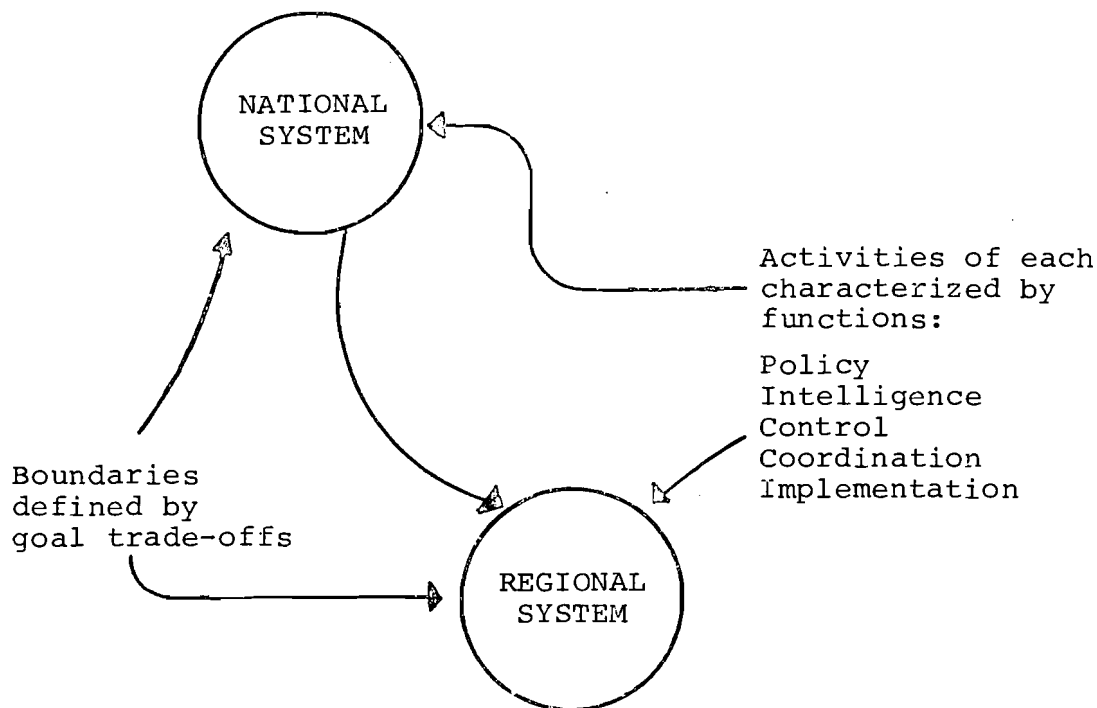 NATIONAL
SYSTEM
Activities of each
characterized by
functions:
Policy
Intelligence
Control
Coordination
Implementation
Boundaries
defined by
goal trade-offs
REGIONAL
SYSTEM